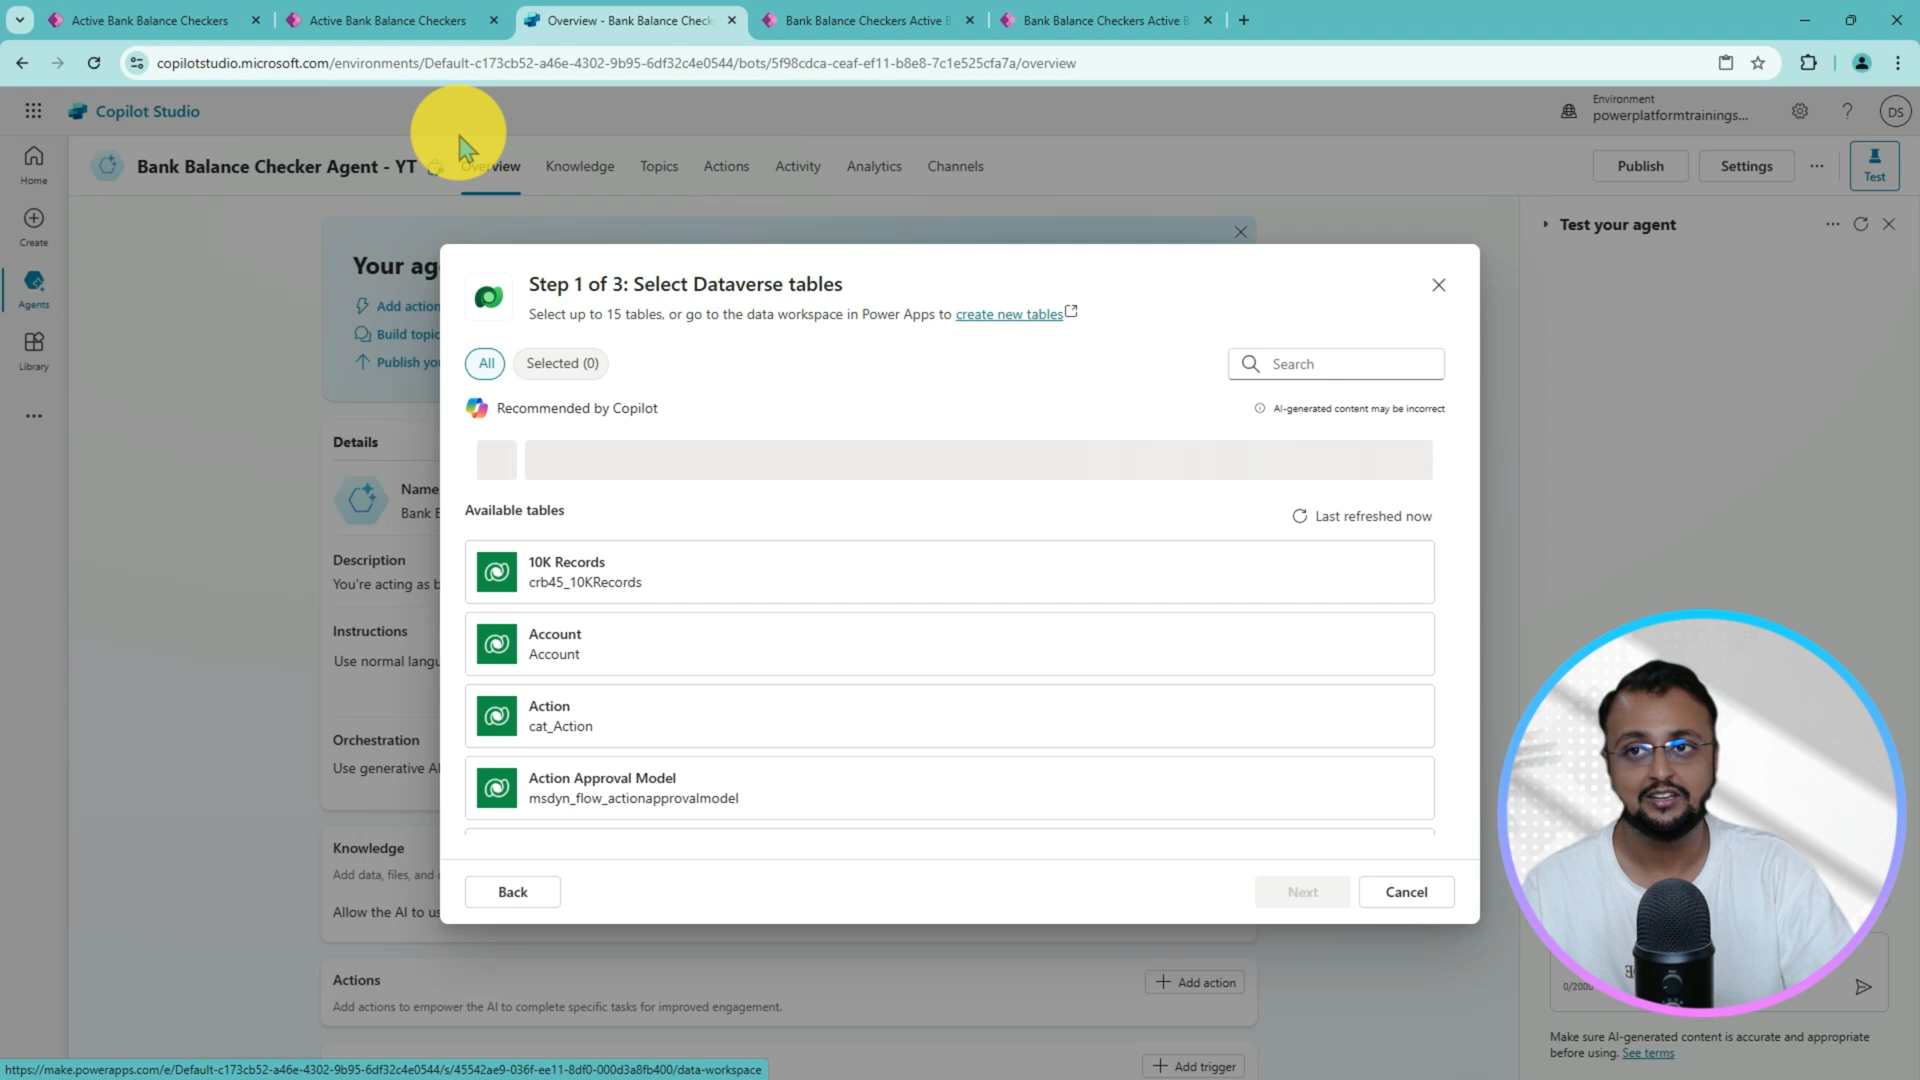 Active Bank Balance Checkers
Active Bank Balance Checkers
Overview - Bank Balance Check
Bank Balance Checkers Active B
Bank Balance Checkers Active B
copilotstudio.microsoft.com/environments/Default-c173cb52-a46e-4302-9b95-6df32c4e0544/bots/5f98cdca-ceaf-ef11-b8e8-7c1e525cfa7a/overview
Copilot Studio
Environment
powerplatformtrainings...
DS
Bank Balance Checker Agent - YT
Overview
Knowledge
Topics
Actions
Activity
Analytics
Channels
Publish
Settings
Test
Home
Create
Agents
Library
Your ag
Add action
Build topic
Publish yo
Details
Name
Bank B
Description
You're acting as b
Instructions
Use normal langu
Orchestration
Use generative AI
Knowledge
Add data, files, and
Allow the AI to us
Step 1 of 3: Select Dataverse tables
Select up to 15 tables, or go to the data workspace in Power Apps to create new tables
All
Selected (0)
Search
Recommended by Copilot
AI-generated content may be incorrect
Available tables
Last refreshed now
10K Records
crb45_10KRecords
Account
Account
Action
cat_Action
Action Approval Model
msdyn_flow_actionapprovalmodel
Back
Next
Cancel
Actions
Add action
Add actions to empower the AI to complete specific tasks for improved engagement.
Add trigger
Test your agent
0/2000
Make sure AI-generated content is accurate and appropriate
before using. See terms
https://make.powerapps.com/e/Default-c173cb52-a46e-4302-9b95-6df32c4e0544/s/45542ae9-036f-ee11-8df0-000d3a8fb400/data-workspace